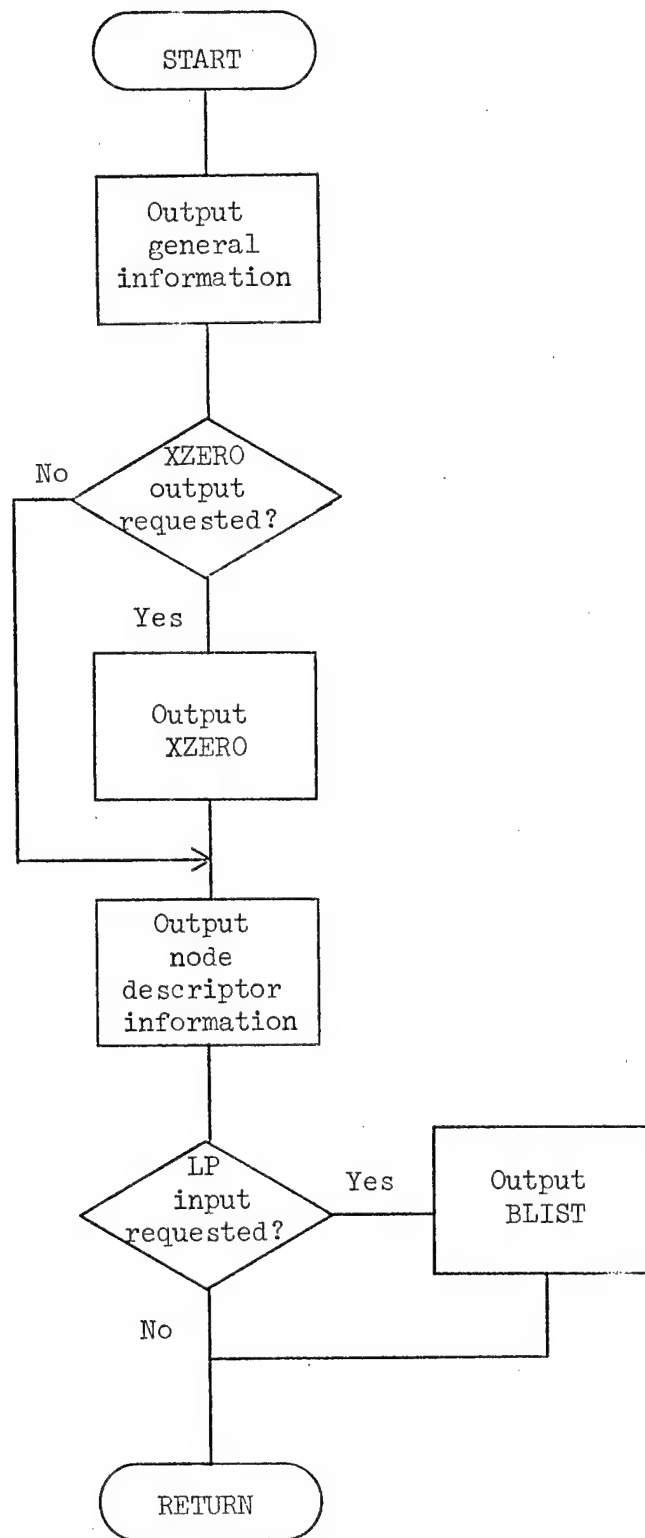 START
Output
general
information
XZERO
output
requested?
No
Yes
Output
XZERO
Output
node
descriptor
information
LP
input
requested?
Yes
Output
BLIST
No
RETURN